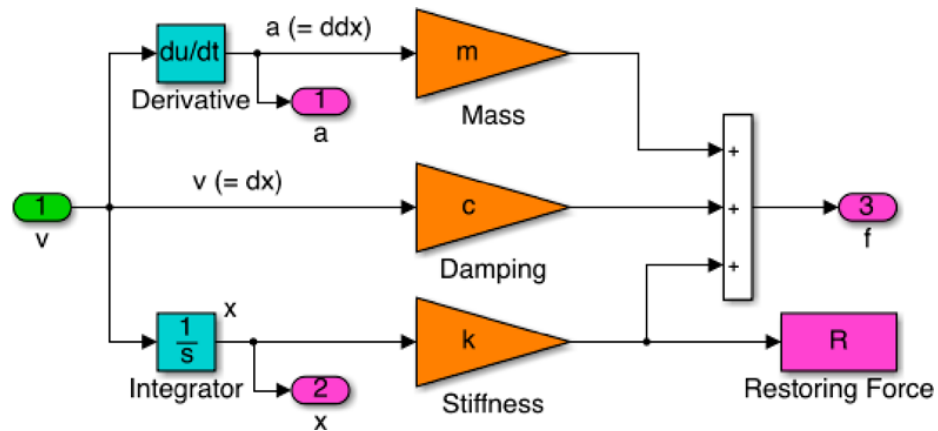 a (= ddx)
du/dt
Derivative
1
a
m
Mass
+
v (= dx)
1
v
c
Damping
+
3
f
+
x
1
s
Integrator
2
x
k
Stiffness
R
Restoring Force